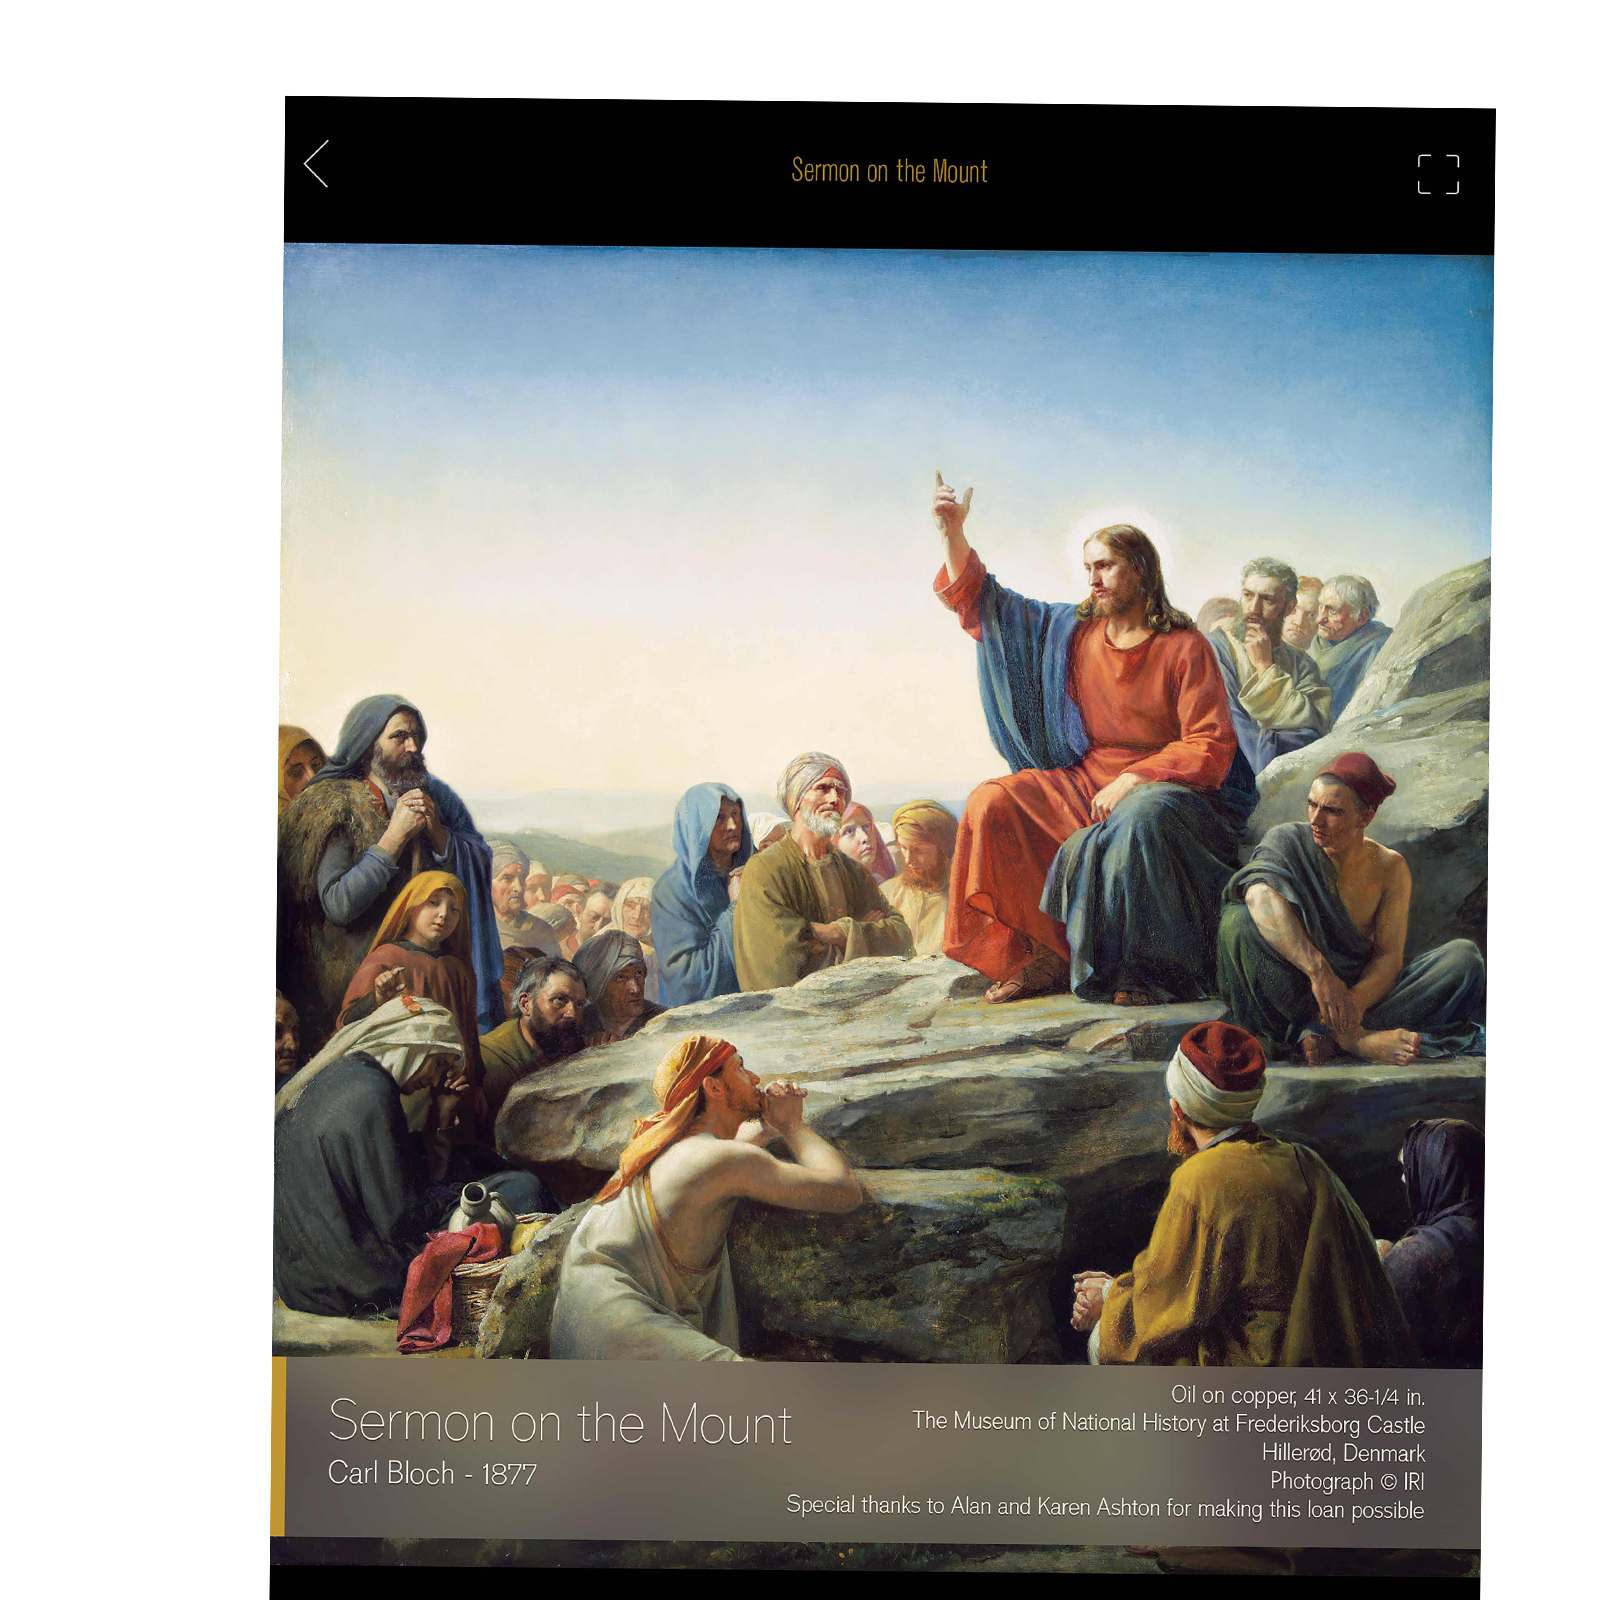 Sermon on the Mount
Sermon on the Mount
Carl Bloch - 1877
Oil on copper, 41 x 36-1/4 in.
The Museum of National History at Frederiksborg Castle
Hillerød, Denmark
Photograph © IRI
Special thanks to Alan and Karen Ashton for making this loan possible